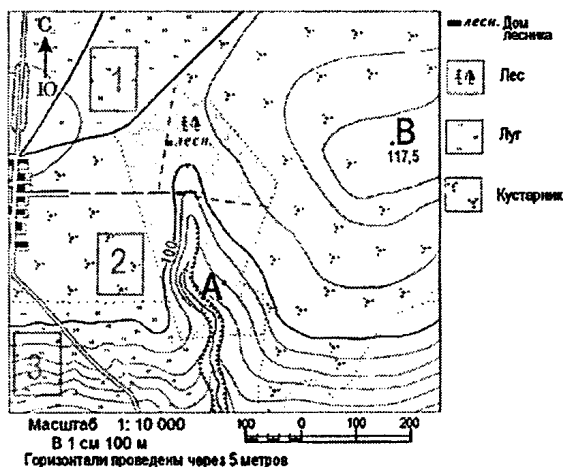 С
Ю
1
лесн.
В
117,5
100
2
А
3
лесн. Дом
лесника
Лес
Луг
Кустарник
Масштаб 1: 10 000
В 1 см 100 м
100 0 100 200
Горизонтали проведены через 5 метров